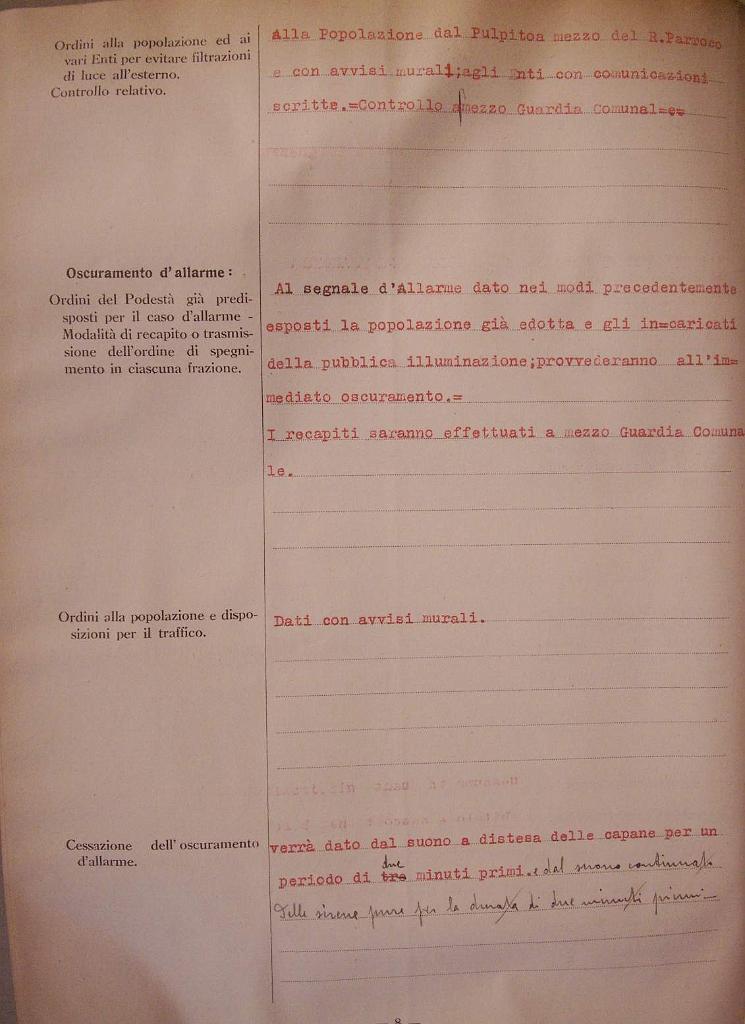 Ordini alla popolazione ed ai
vari Enti per evitare filtrazioni
di luce all'esterno.
Controllo relativo.
Alla Popolazione dal Pulpitoa mezzo del R.Parroco
e con avvisi murali;agli Enti con comunicazioni
scritte.=Controllo a mezzo Guardia Comunal=e=
Oscuramento d'allarme:
Ordini del Podestà già predi-
sposti per il caso d'allarme -
Modalità di recapito o trasmis-
sione dell'ordine di spegni-
mento in ciascuna frazione.
Al segnale d'Allarme dato nei modi precedentemente
esposti la popolazione già edotta e gli in=caricati
della pubblica illuminazione;provvederanno all'im=
mediato oscuramento.=
I recapiti saranno effettuati a mezzo Guardia Comuna
le.
Ordini alla popolazione e dispo-
sizioni per il traffico.
Dati con avvisi murali.
Cessazione dell'oscuramento
d'allarme.
verrà dato dal suono a distesa delle capane per un
due
periodo di tre minuti primi. e dal suono continuato
delle sirene pure per la durata di due minuti primi—
— 8 —